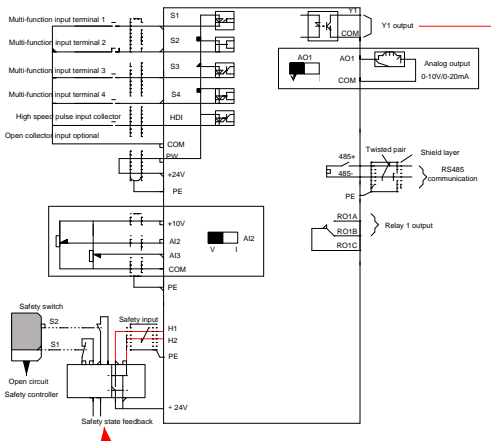 Multi-function input terminal 1
S1
Multi-function input terminal 2
S2
Multi-function input terminal 3
S3
Multi-function input terminal 4
S4
High speed pulse input collector
HDI
Open collector input optional
COM
PW
+24V
PE
+10V
AI2
AI3
COM
PE
AI2
V I
Safety switch
S2
S1
Open circuit
Safety controller
Safety input
H1
H2
PE
+ 24V
Safety state feedback
Y1
COM
Y1 output
AO1
AO1
COM
Analog output
0-10V/0-20mA
Twisted pair
Shield layer
485+
485-
PE
RS485
communication
RO1A
RO1B
RO1C
Relay 1 output